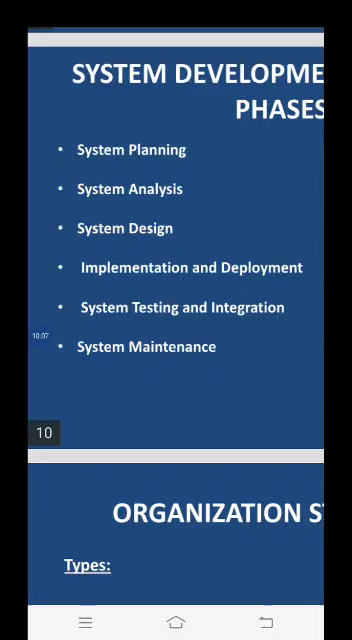 SYSTEM DEVELOPME
PHASES
• System Planning
• System Analysis
• System Design
• Implementation and Deployment
• System Testing and Integration
10:07
• System Maintenance
10
ORGANIZATION S
Types: